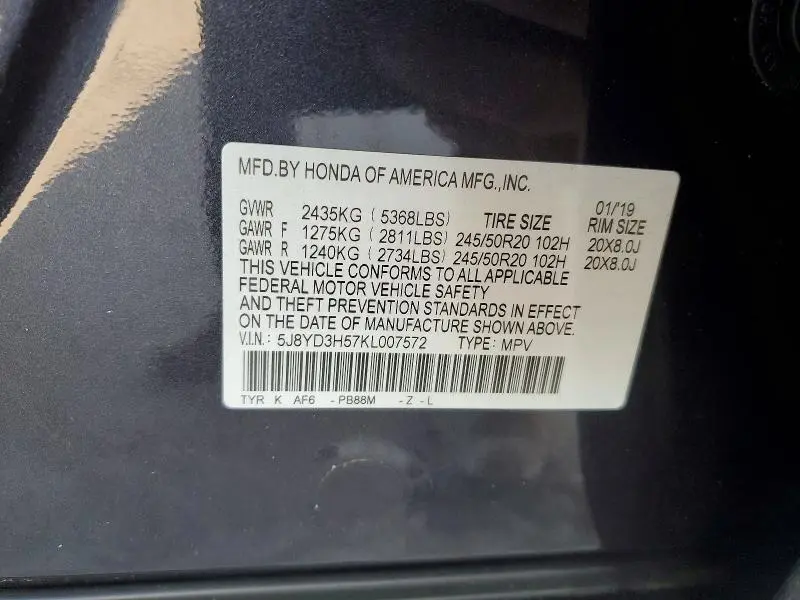 MFD.BY HONDA OF AMERICA MFG.,INC.
01/'19
GVWR 2435KG (5368LBS) TIRE SIZE RIM SIZE
GAWR F 1275KG (2811LBS) 245/50R20 102H 20X8.0J
GAWR R 1240KG (2734LBS) 245/50R20 102H 20X8.0J
THIS VEHICLE CONFORMS TO ALL APPLICABLE
FEDERAL MOTOR VEHICLE SAFETY
AND THEFT PREVENTION STANDARDS IN EFFECT
ON THE DATE OF MANUFACTURE SHOWN ABOVE.
V.I.N.: 5J8YD3H57KL007572 TYPE: MPV
TYR K AF6 -PB88M -Z -L